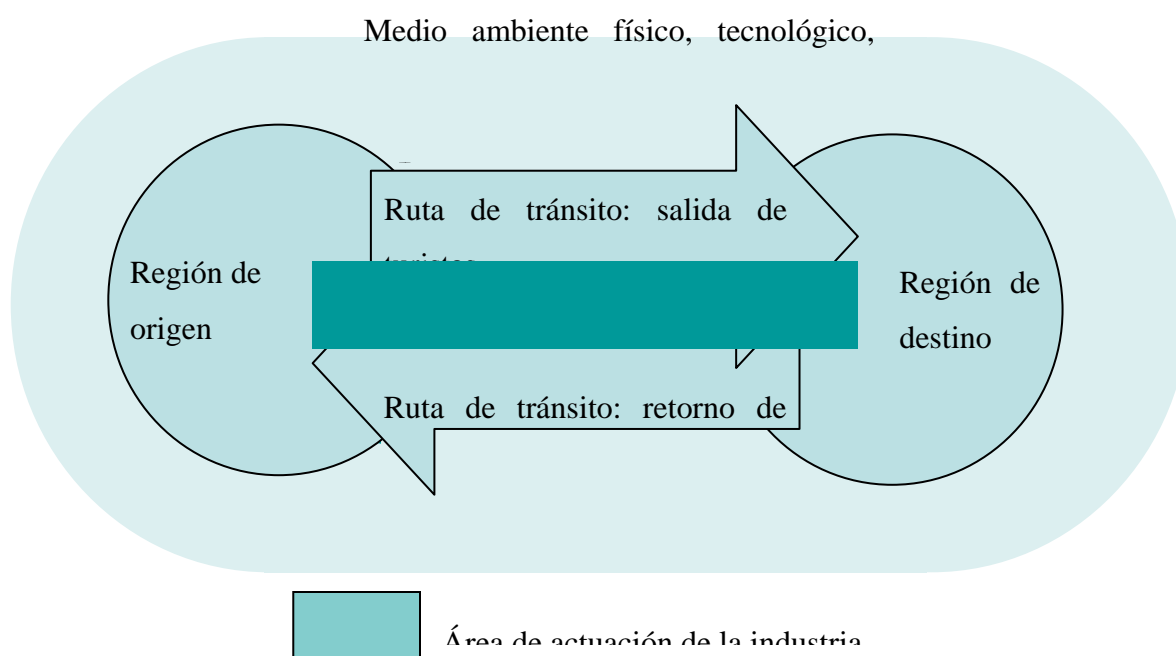 Medio ambiente físico, tecnológico,
Ruta de tránsito: salida de
Región de
origen
Región de
destino
Ruta de tránsito: retorno de
Área de actuación de la industria